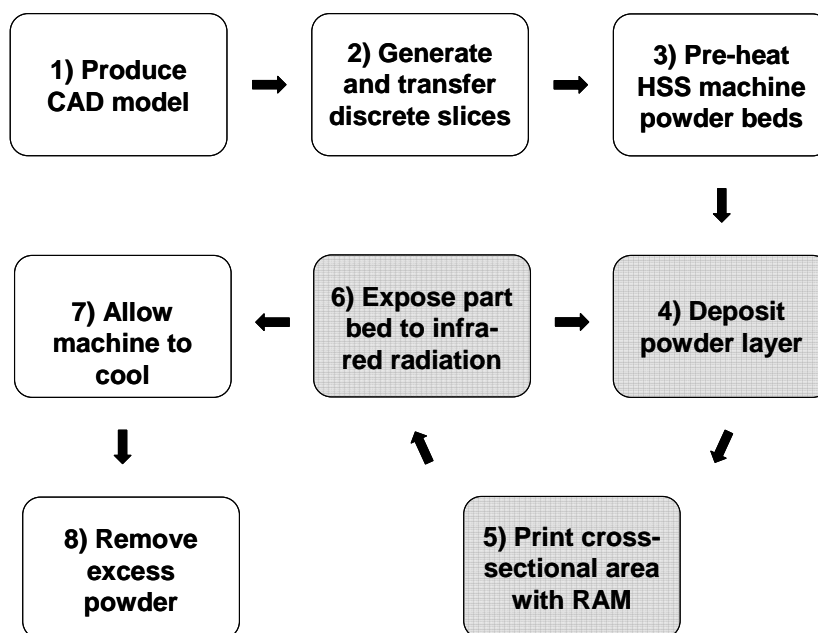 1) Produce
CAD model
2) Generate
and transfer
discrete slices
3) Pre-heat
HSS machine
powder beds
4) Deposit
powder layer
5) Print cross-
sectional area
with RAM
6) Expose part
bed to infra-
red radiation
7) Allow
machine to
cool
8) Remove
excess
powder